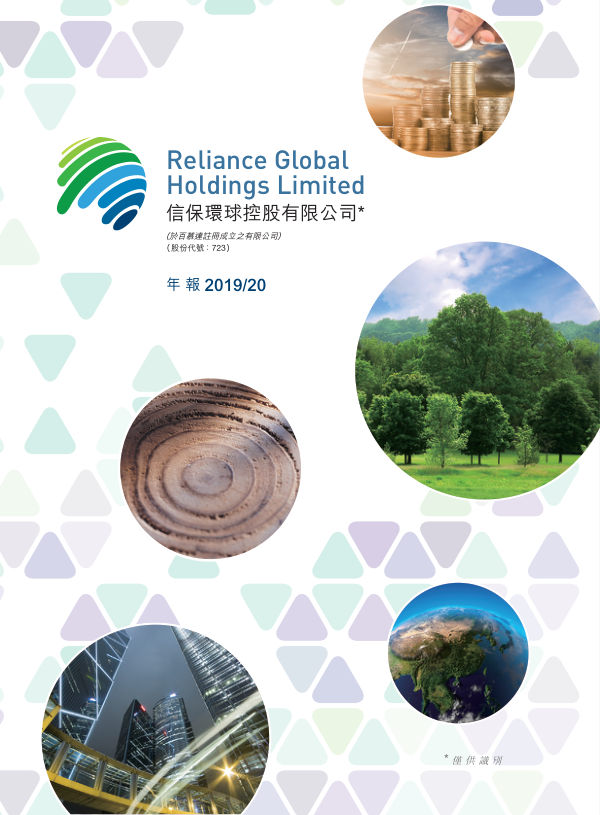 Reliance Global
Holdings Limited
信保環球控股有限公司*
(於百慕達註冊成立之有限公司)
(股份代號：723)
年報 2019/20
* 僅供識別